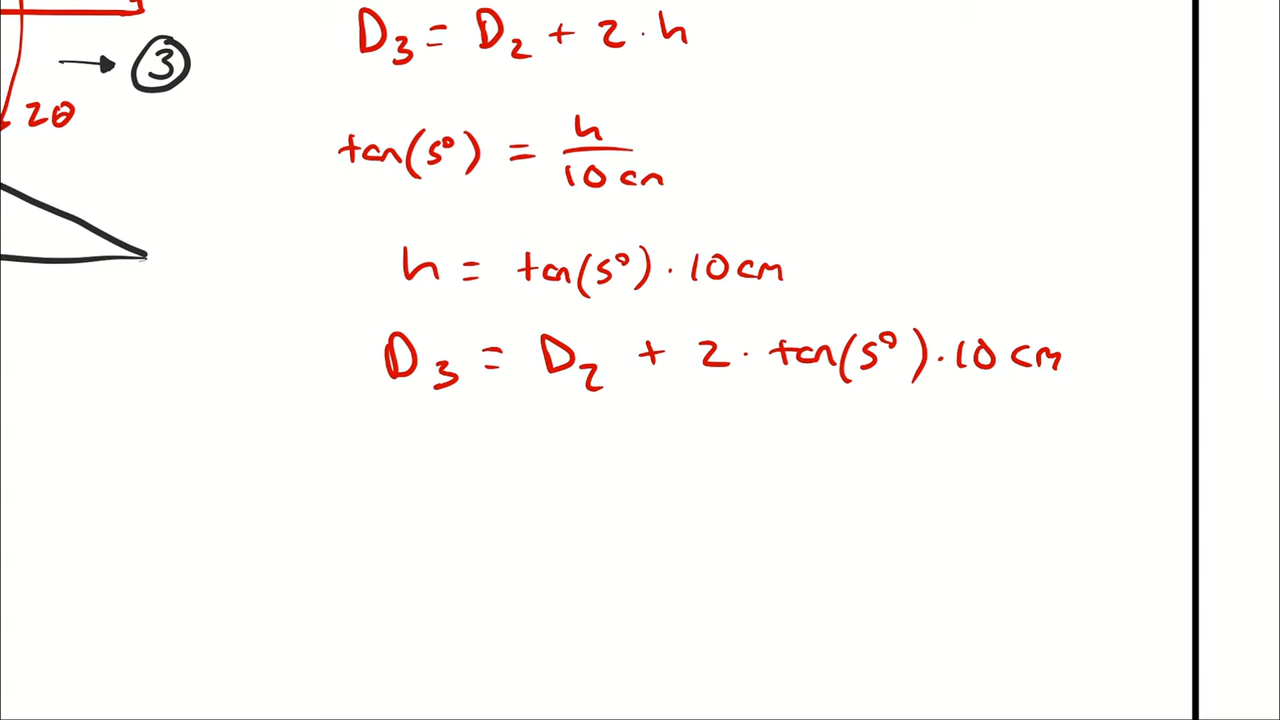 D₃ = D₂ + 2 · h
→ ③
2θ
tan(5°) = h / 10 cm
h = tan(5°) · 10 cm
D₃ = D₂ + 2 · tan(5°) · 10 cm